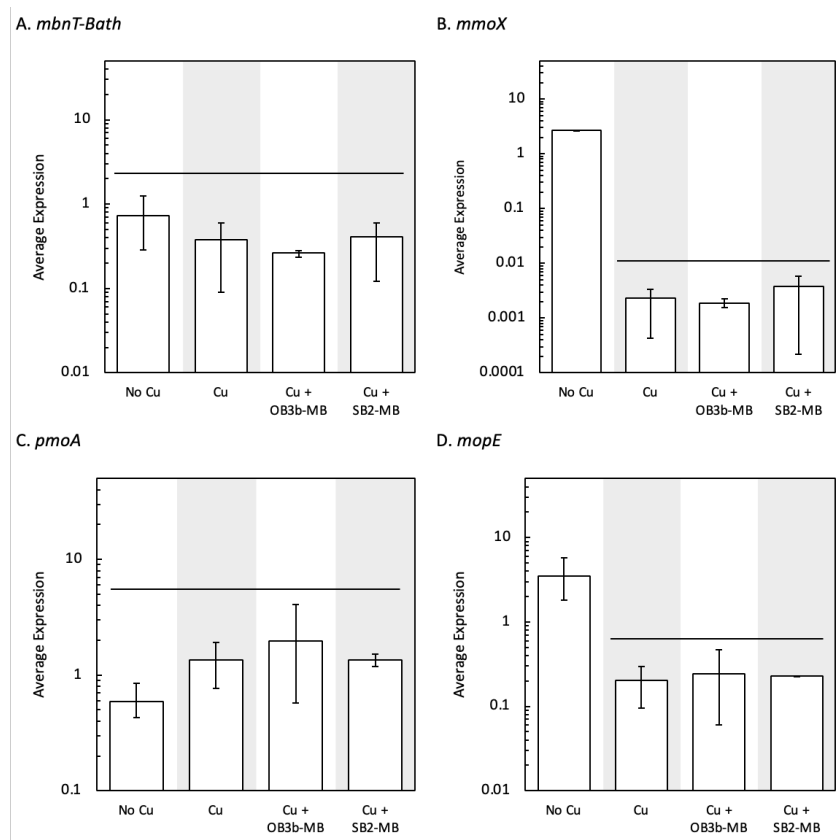 A. mbnT-Bath
Average Expression
10
1
0.1
0.01
No Cu
Cu
Cu +
OB3b-MB
Cu +
SB2-MB
B. mmoX
Average Expression
10
1
0.1
0.01
0.001
0.0001
No Cu
Cu
Cu +
OB3b-MB
Cu +
SB2-MB
C. pmoA
Average Expression
10
1
0.1
No Cu
Cu
Cu +
OB3b-MB
Cu +
SB2-MB
D. mopE
Average Expression
10
1
0.1
0.01
No Cu
Cu
Cu +
OB3b-MB
Cu +
SB2-MB